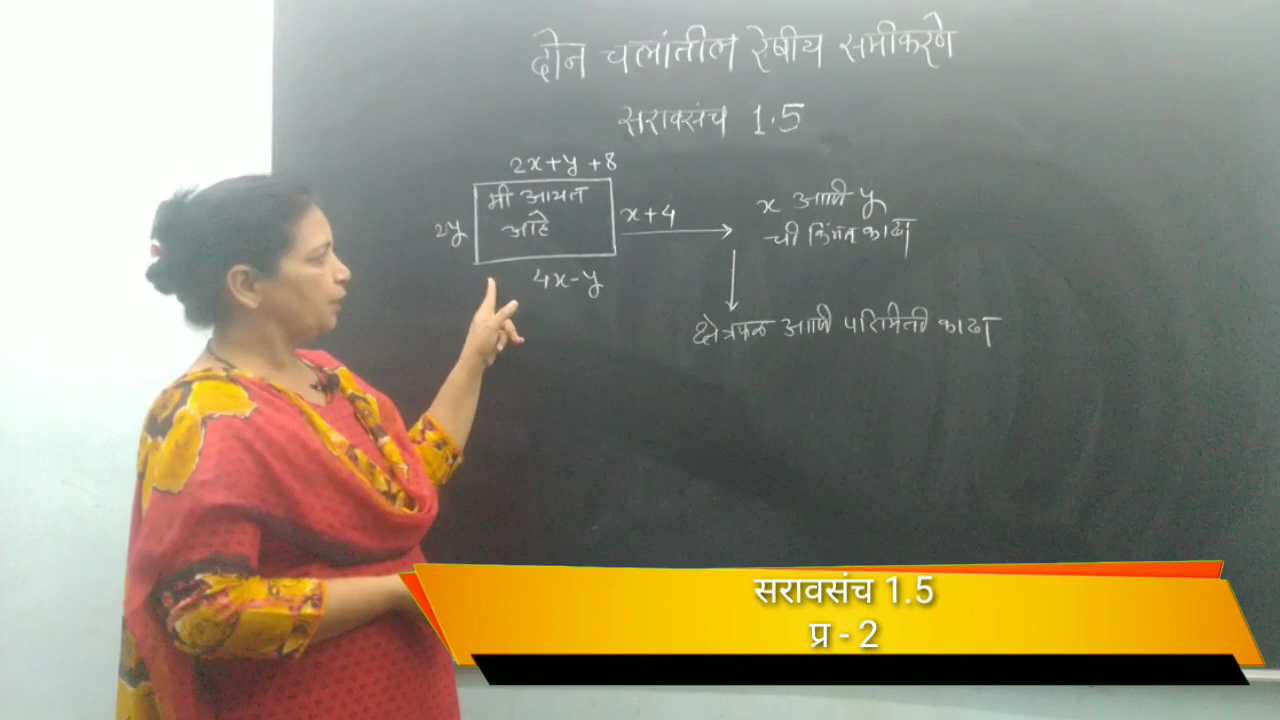 दोन चलांतील रेषीय समीकरणे
सरावसंच 1.5
2x+y+8
मी आयत
आहे
2y
x+4
4x-y
x आणि y
ची किंमत काढा
क्षेत्रफळ आणि परिमिती काढा
सरावसंच 1.5
प्र - 2